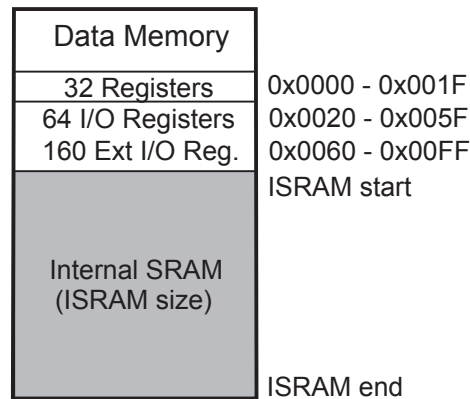 Data Memory
32 Registers 0x0000 - 0x001F
64 I/O Registers 0x0020 - 0x005F
160 Ext I/O Reg. 0x0060 - 0x00FF
ISRAM start
Internal SRAM
(ISRAM size)
ISRAM end